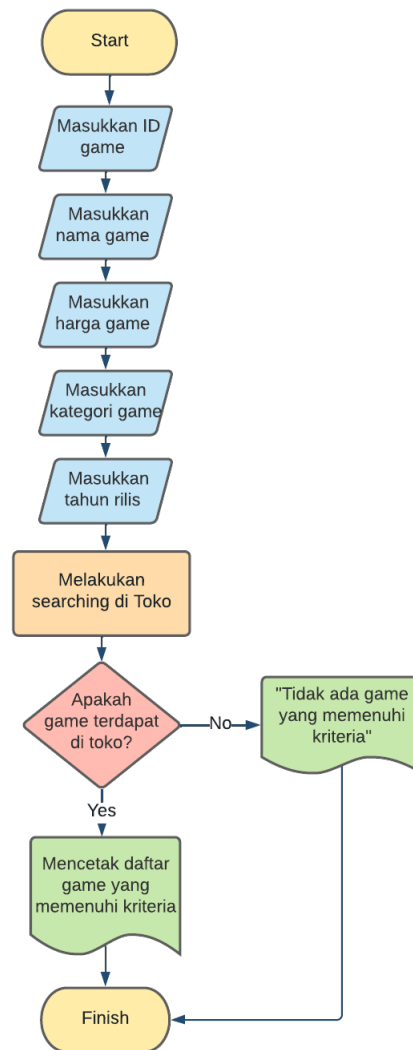 Start
Masukkan ID
game
Masukkan
nama game
Masukkan
harga game
Masukkan
kategori game
Masukkan
tahun rilis
Melakukan
searching di Toko
Apakah
game terdapat
di toko?
No
"Tidak ada game
yang memenuhi
kriteria"
Yes
Mencetak daftar
game yang
memenuhi kriteria
Finish